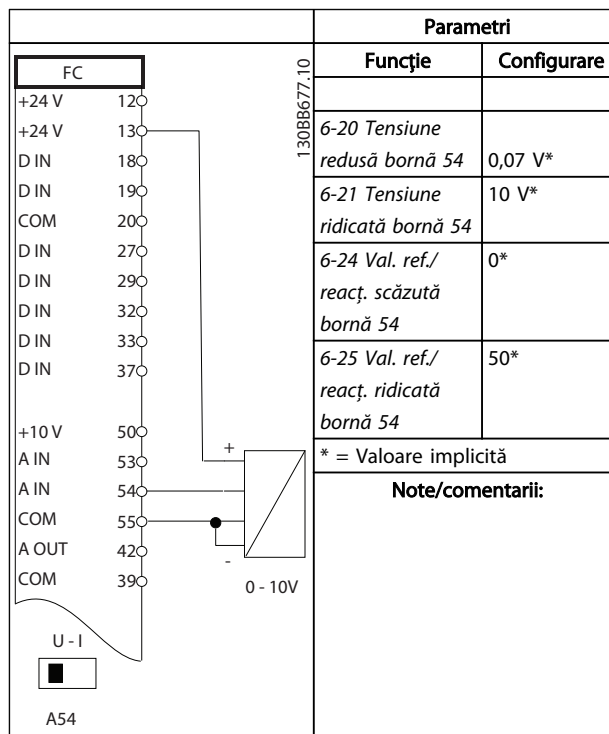 FC
+24 V 12
+24 V 13
D IN 18
D IN 19
COM 20
D IN 27
D IN 29
D IN 32
D IN 33
D IN 37
+10 V 50
A IN 53
A IN 54
COM 55
A OUT 42
COM 39
+
-
0 - 10V
U - I
A54
130BB677.10
Parametri
Funcție Configurare
6-20 Tensiune
redusă bornă 54 0,07 V*
6-21 Tensiune 10 V*
ridicată bornă 54
6-24 Val. ref./ 0*
reacț. scăzută
bornă 54
6-25 Val. ref./ 50*
reacț. ridicată
bornă 54
* = Valoare implicită
Note/comentarii: